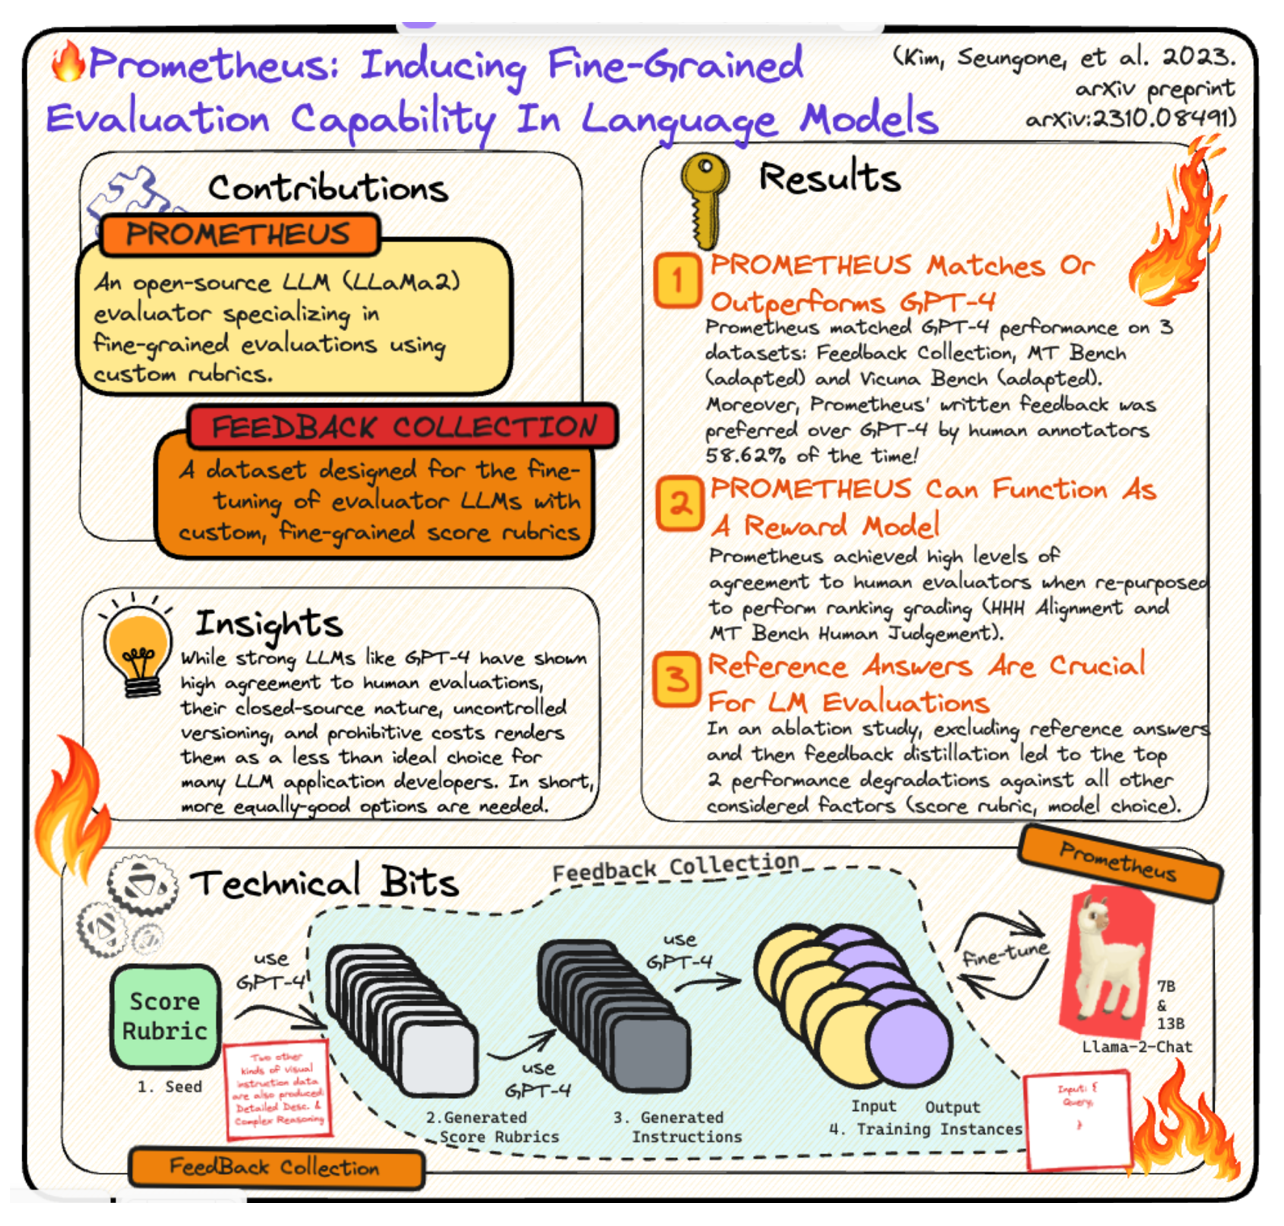 Prometheus: Inducing Fine-Grained
Evaluation Capability In Language Models
(Kim, Seungone, et al. 2023.
arXiv preprint
arXiv:2310.08491)
Contributions
PROMETHEUS
An open-source LLM (LLaMa2)
evaluator specializing in
fine-grained evaluations using
custom rubrics.
FEEDBACK COLLECTION
A dataset designed for the fine-
tuning of evaluator LLMs with
custom, fine-grained score rubrics
Insights
While strong LLMs like GPT-4 have shown
high agreement to human evaluations,
their closed-source nature, uncontrolled
versioning, and prohibitive costs renders
them as a less than ideal choice for
many LLM application developers. In short,
more equally-good options are needed.
Results
1
PROMETHEUS Matches Or
Outperforms GPT-4
Prometheus matched GPT-4 performance on 3
datasets: Feedback Collection, MT Bench
(adapted) and Vicuna Bench (adapted).
Moreover, Prometheus' written feedback was
preferred over GPT-4 by human annotators
58.62% of the time!
2
PROMETHEUS Can Function As
A Reward Model
Prometheus achieved high levels of
agreement to human evaluators when re-purposed
to perform ranking grading (HHH Alignment and
MT Bench Human Judgement).
3
Reference Answers Are Crucial
For LM Evaluations
In an ablation study, excluding reference answers
and then feedback distillation led to the top
2 performance degradations against all other
considered factors (score rubric, model choice).
Technical Bits
Feedback Collection
Prometheus
Score
Rubric
1. Seed
use
GPT-4
Two other
kinds of visual
instruction data
are also produced:
Detailed Desc. &
Complex Reasoning
2.Generated
Score Rubrics
use
GPT-4
3. Generated
Instructions
use
GPT-4
Input Output
4. Training Instances
fine-tune
7B
&
13B
Llama-2-Chat
Input: {
Query:
}
FeedBack Collection